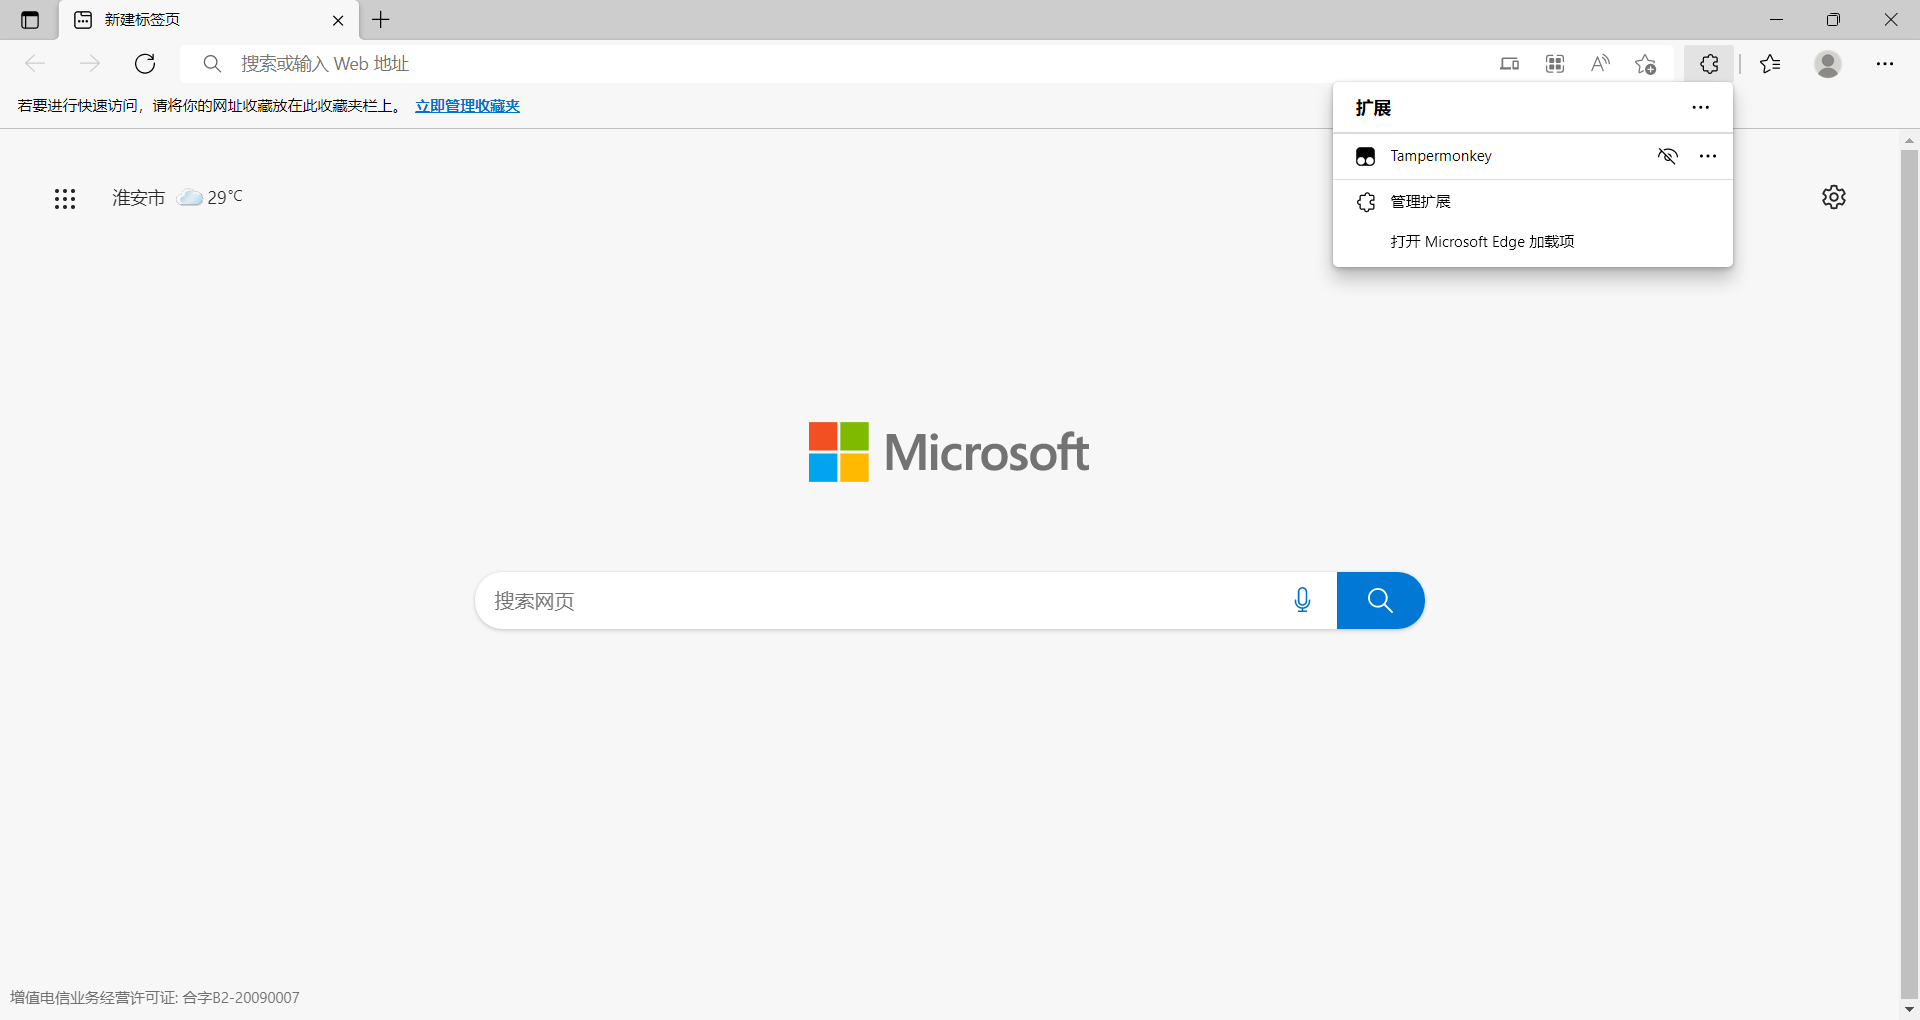 新建标签页
搜索或输入 Web 地址
若要进行快速访问，请将你的网址收藏放在此收藏夹栏上。 立即管理收藏夹
扩展
Tampermonkey
管理扩展
打开 Microsoft Edge 加载项
淮安市 29℃
Microsoft
搜索网页
增值电信业务经营许可证: 合字B2-20090007